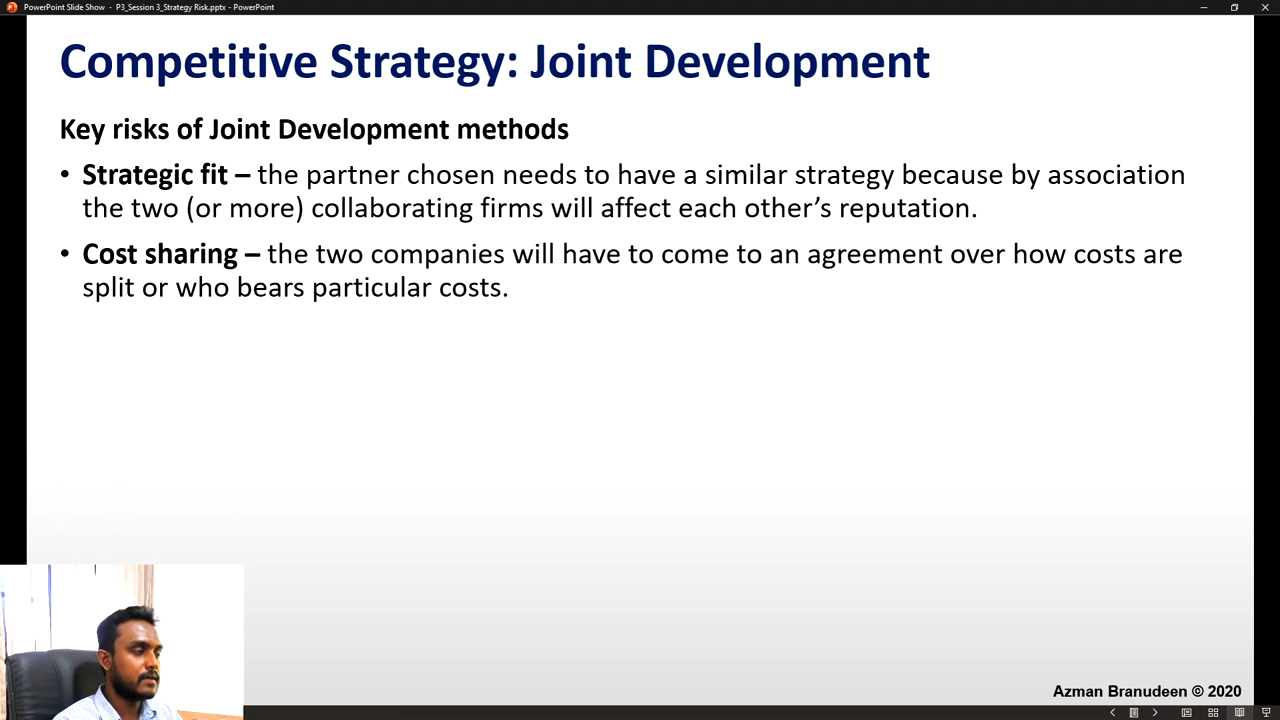 PowerPoint Slide Show - P3_Session 3_Strategy Risk.pptx - PowerPoint
Competitive Strategy: Joint Development
Key risks of Joint Development methods
• Strategic fit – the partner chosen needs to have a similar strategy because by association
the two (or more) collaborating firms will affect each other’s reputation.
• Cost sharing – the two companies will have to come to an agreement over how costs are
split or who bears particular costs.
Azman Branudeen © 2020